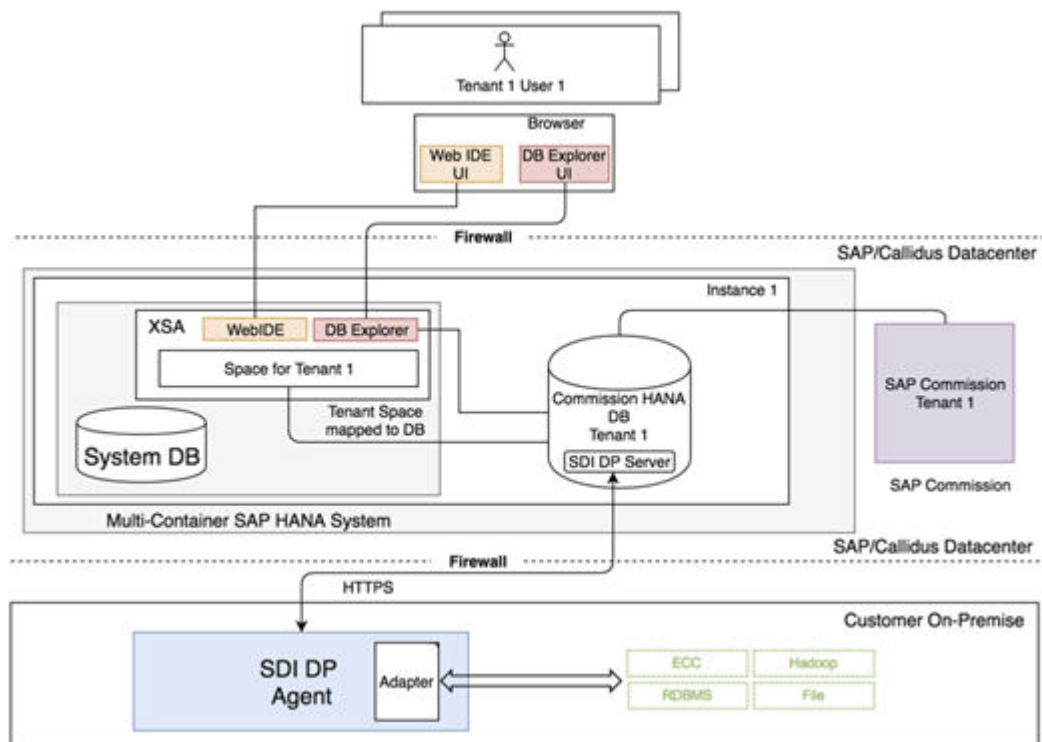 Tenant 1 User 1
Browser
Web IDE
UI
DB Explorer
UI
Firewall
SAP/Callidus Datacenter
Instance 1
XSA
WebIDE
DB Explorer
Space for Tenant 1
Tenant Space
mapped to DB
System DB
Commission HANA
DB
Tenant 1
SDI DP Server
SAP Commission
Tenant 1
SAP Commission
Multi-Container SAP HANA System
SAP/Callidus Datacenter
Firewall
HTTPS
Customer On-Premise
SDI DP
Agent
Adapter
ECC
Hadoop
RDBMS
File